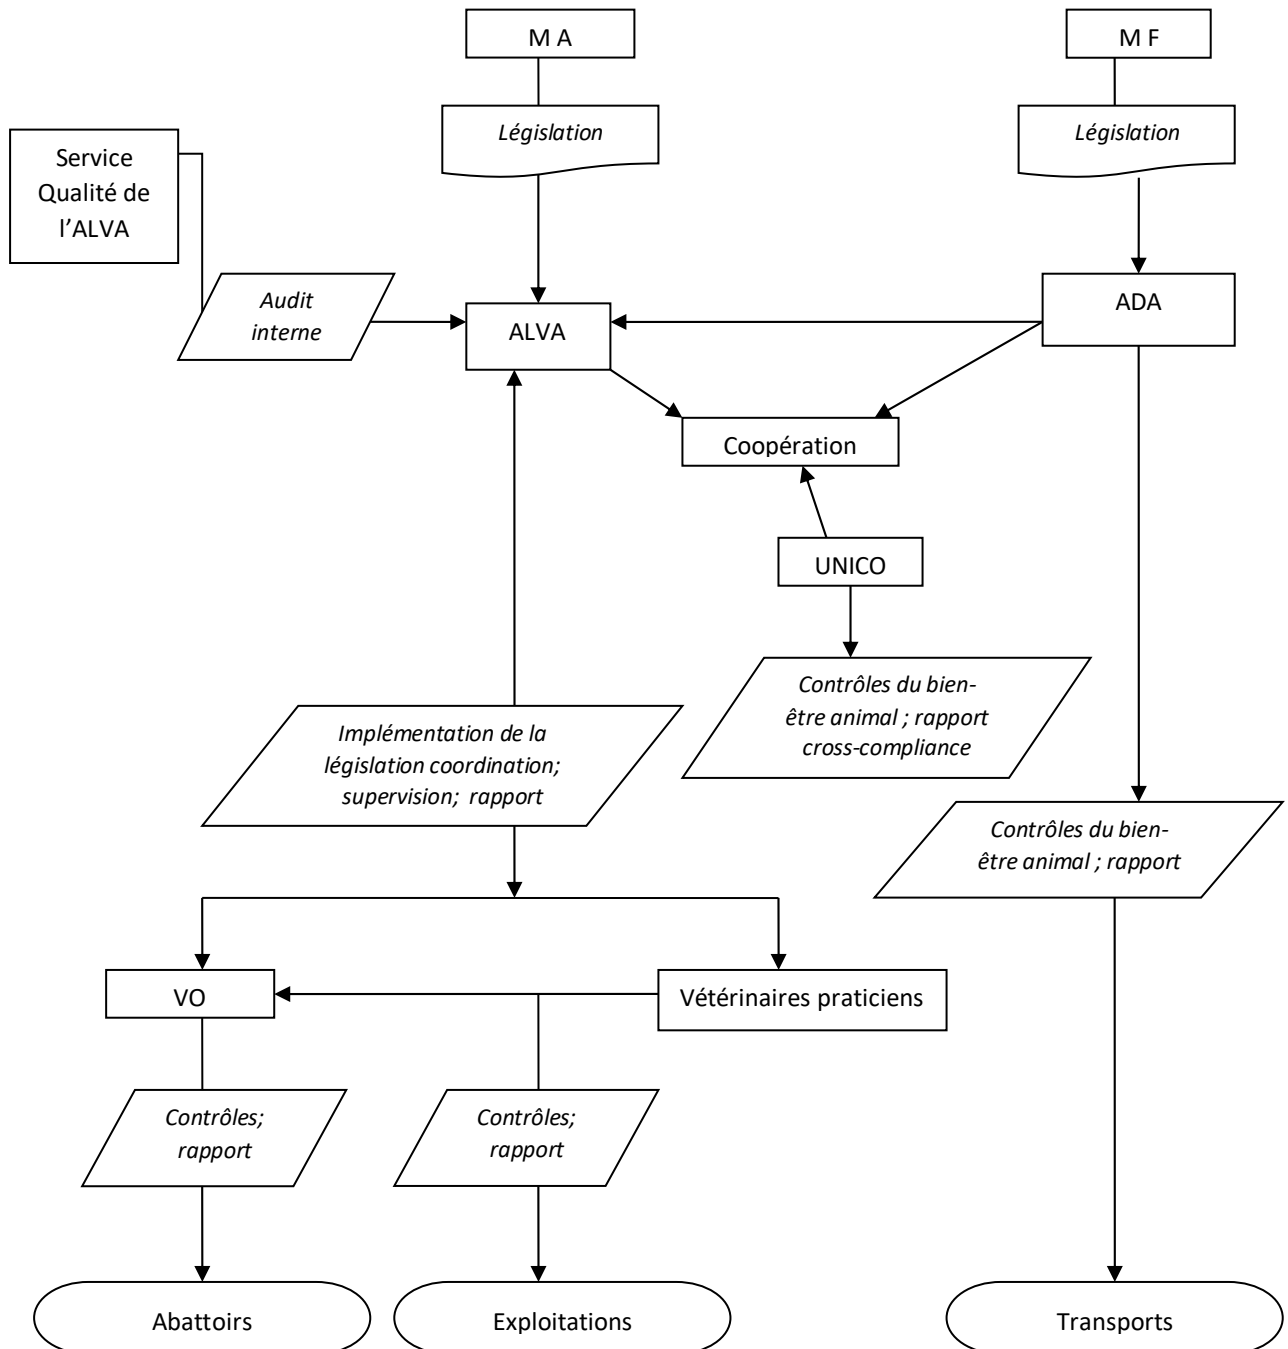 M A
M F
Législation
Législation
Service
Qualité de
l'ALVA
Audit
interne
ALVA
ADA
Coopération
UNICO
Contrôles du bien-
être animal ; rapport
cross-compliance
Implémentation de la
législation coordination;
supervision; rapport
Contrôles du bien-
être animal ; rapport
VO
Vétérinaires praticiens
Contrôles;
rapport
Contrôles;
rapport
Abattoirs
Exploitations
Transports